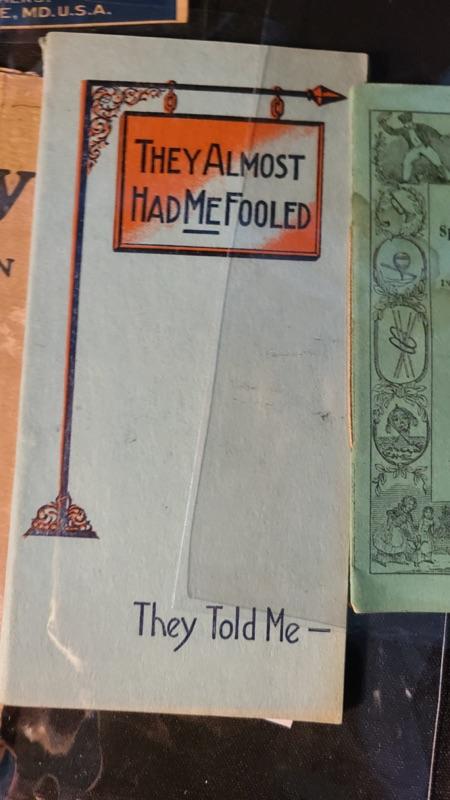 E, MD.U.S.A.
THEY ALMOST
HAD ME FOOLED
They Told Me —